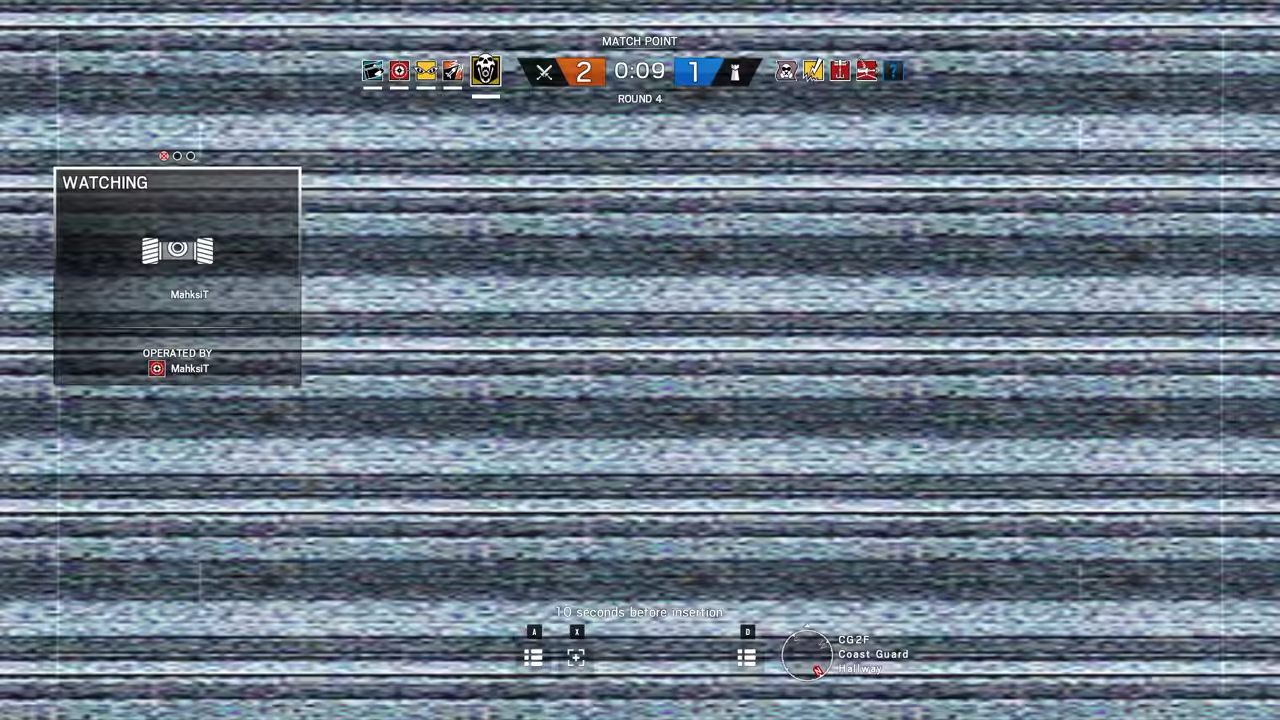 MATCH POINT
2 0:09 1 ?
ROUND 4
WATCHING
MahksiT
OPERATED BY
MahksiT
10 seconds before insertion
A X D
CG2F
Coast Guard
Hallway
N